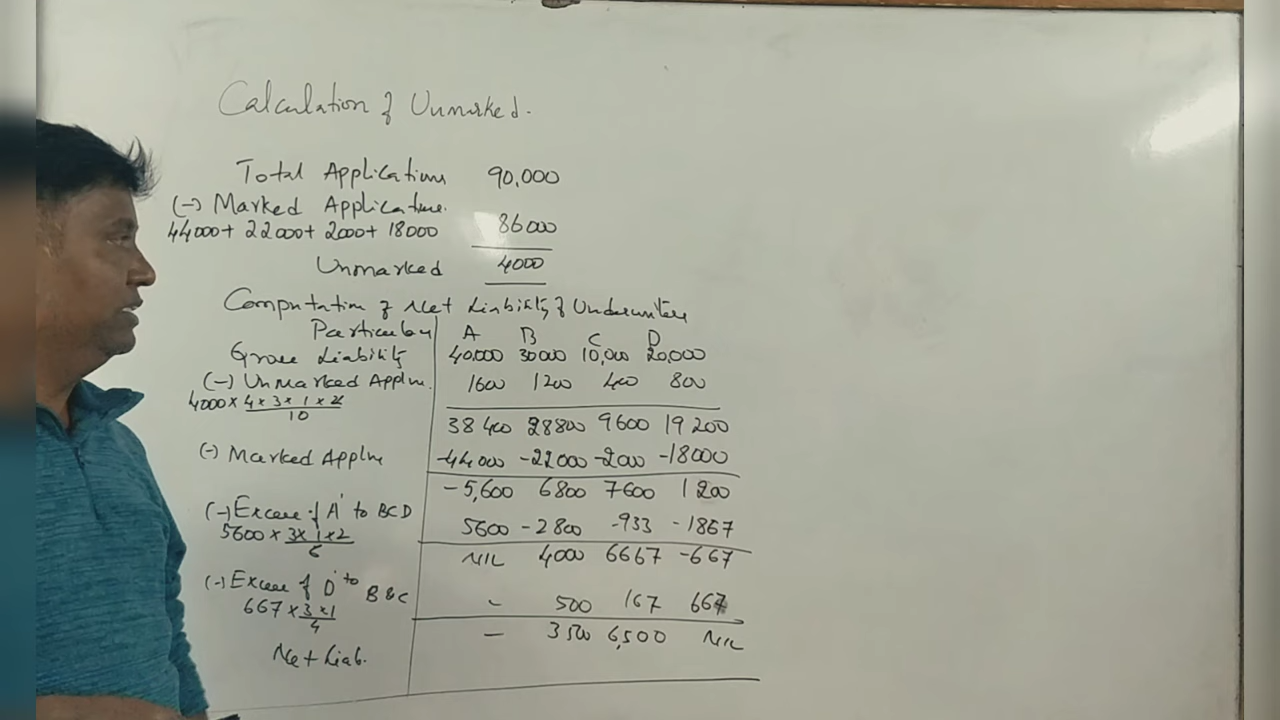 Calculation of Unmarked.
Total Applications 90,000
(-) Marked Applications.
44000+ 22000+ 2000+ 18000 86000
Unmarked 4000
Computation of Net Liability of Underwriters
Particulars A B C D
Gross Liability 40,000 30000 10,000 20,000
(-) Unmarked Appln. 1600 1200 400 800
4000 × 4 × 3 × 1 × 2
10
38400 28800 9600 19200
(-) Marked Appln -44000 -22000 -2000 -18000
-5,600 6800 7600 1200
(-) Excess of 'A' to BCD
5600 × 3 × 1 × 2 5600 -2800 -933 -1867
6
NIL 4000 6667 -667
(-) Excess of 'D' to B&C
667 × 3 × 1 - 500 167 667
4
- 3500 6,500 NIL
Net Liab.